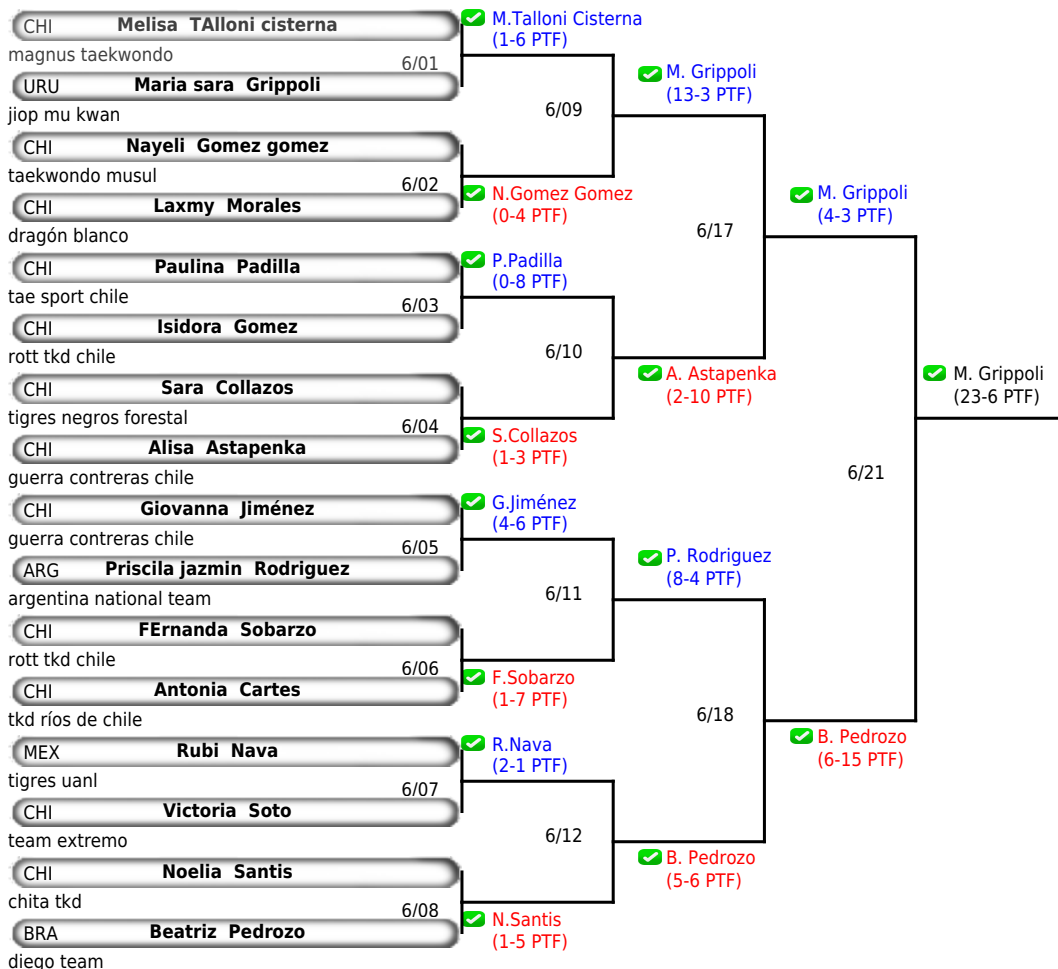 CHI Melisa TAlloni cisterna
magnus taekwondo
6/01
URU Maria sara Grippoli
jiop mu kwan
CHI Nayeli Gomez gomez
taekwondo musul
6/02
CHI Laxmy Morales
dragón blanco
CHI Paulina Padilla
tae sport chile
6/03
CHI Isidora Gomez
rott tkd chile
CHI Sara Collazos
tigres negros forestal
6/04
CHI Alisa Astapenka
guerra contreras chile
CHI Giovanna Jiménez
guerra contreras chile
6/05
ARG Priscila jazmin Rodriguez
argentina national team
CHI FErnanda Sobarzo
rott tkd chile
6/06
CHI Antonia Cartes
tkd ríos de chile
MEX Rubi Nava
tigres uanl
6/07
CHI Victoria Soto
team extremo
CHI Noelia Santis
chita tkd
6/08
BRA Beatriz Pedrozo
diego team
M.Talloni Cisterna
(1-6 PTF)
6/09
N.Gomez Gomez
(0-4 PTF)
P.Padilla
(0-8 PTF)
6/10
S.Collazos
(1-3 PTF)
G.Jiménez
(4-6 PTF)
6/11
F.Sobarzo
(1-7 PTF)
R.Nava
(2-1 PTF)
6/12
N.Santis
(1-5 PTF)
M. Grippoli
(13-3 PTF)
6/17
A. Astapenka
(2-10 PTF)
P. Rodriguez
(8-4 PTF)
6/18
B. Pedrozo
(5-6 PTF)
M. Grippoli
(4-3 PTF)
6/21
B. Pedrozo
(6-15 PTF)
M. Grippoli
(23-6 PTF)